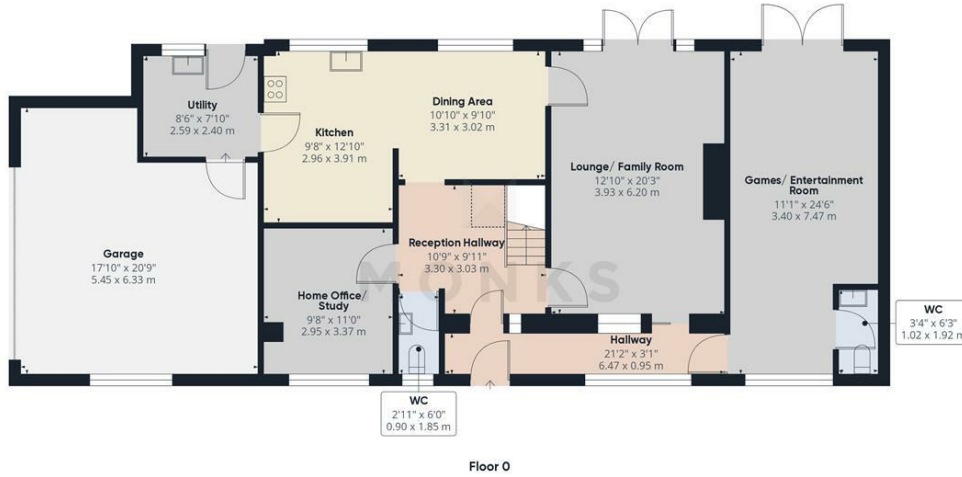 Utility
8'6" x 7'10"
2.59 x 2.40 m
Kitchen
9'8" x 12'10"
2.96 x 3.91 m
Dining Area
10'10" x 9'10"
3.31 x 3.02 m
Lounge/ Family Room
12'10" x 20'3"
3.93 x 6.20 m
Games/ Entertainment
Room
11'1" x 24'6"
3.40 x 7.47 m
Garage
17'10" x 20'9"
5.45 x 6.33 m
Reception Hallway
10'9" x 9'11"
3.30 x 3.03 m
MONKS
Home Office/
Study
9'8" x 11'0"
2.95 x 3.37 m
Hallway
21'2" x 3'1"
6.47 x 0.95 m
WC
3'4" x 6'3"
1.02 x 1.92 m
WC
2'11" x 6'0"
0.90 x 1.85 m
Floor 0